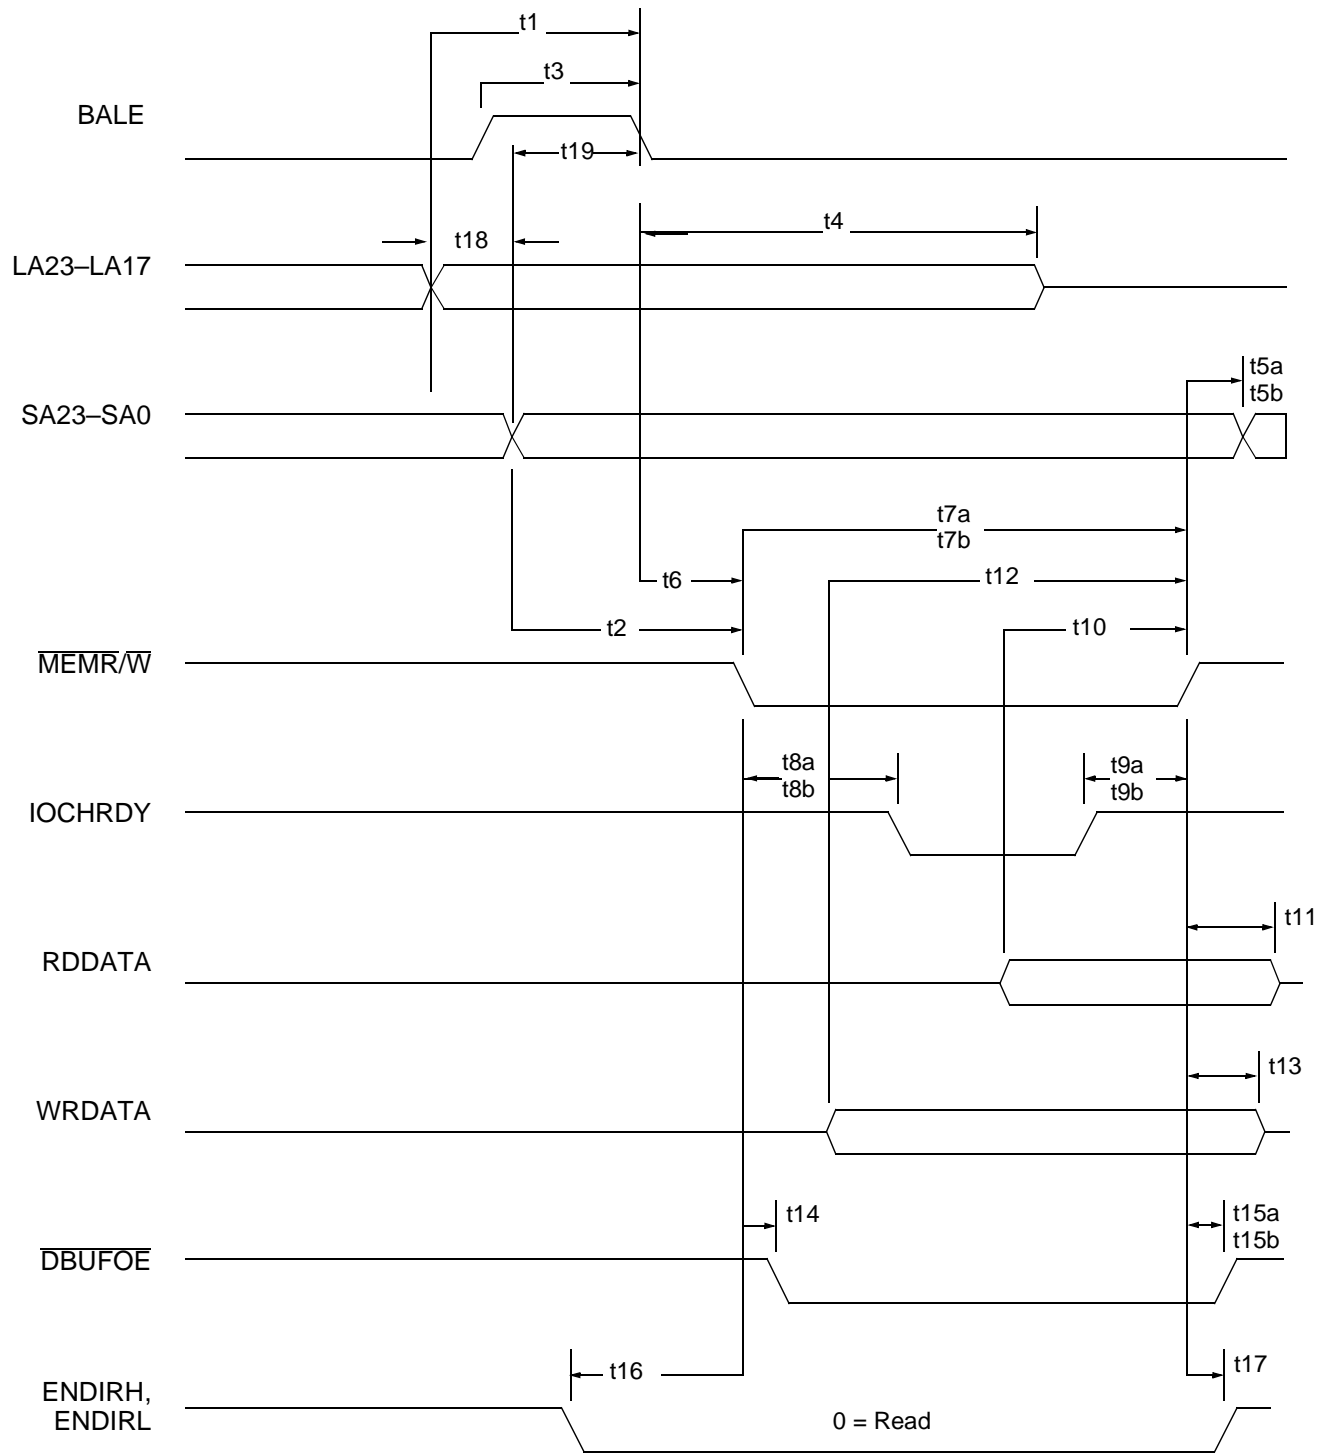 t1
t3
BALE
t19
t4
t18
LA23–LA17
t5a
t5b
SA23–SA0
t7a
t7b
t6
t12
t2
t10
MEMR/W
t8a
t8b
t9a
t9b
IOCHRDY
t11
RDDATA
t13
WRDATA
t14
t15a
t15b
DBUFOE
t16
t17
ENDIRH,
ENDIRL
0 = Read